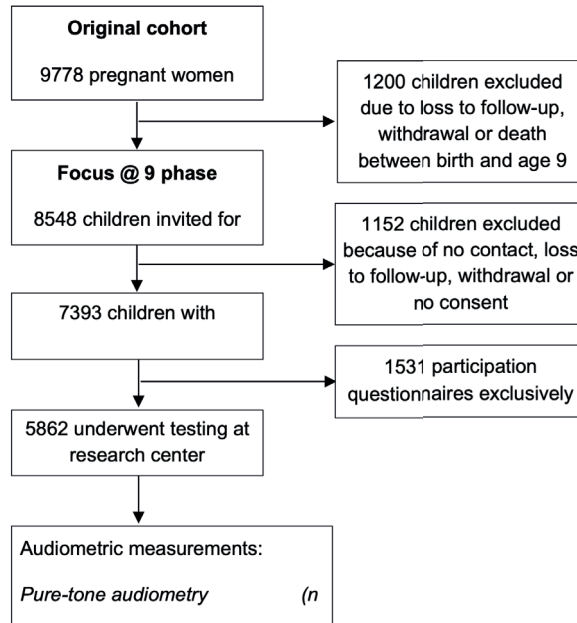 Original cohort
9778 pregnant women
1200 children excluded
due to loss to follow-up,
withdrawal or death
between birth and age 9
Focus @ 9 phase
8548 children invited for
1152 children excluded
because of no contact, loss
to follow-up, withdrawal or
no consent
7393 children with
1531 participation
questionnaires exclusively
5862 underwent testing at
research center
Audiometric measurements:
Pure-tone audiometry (n